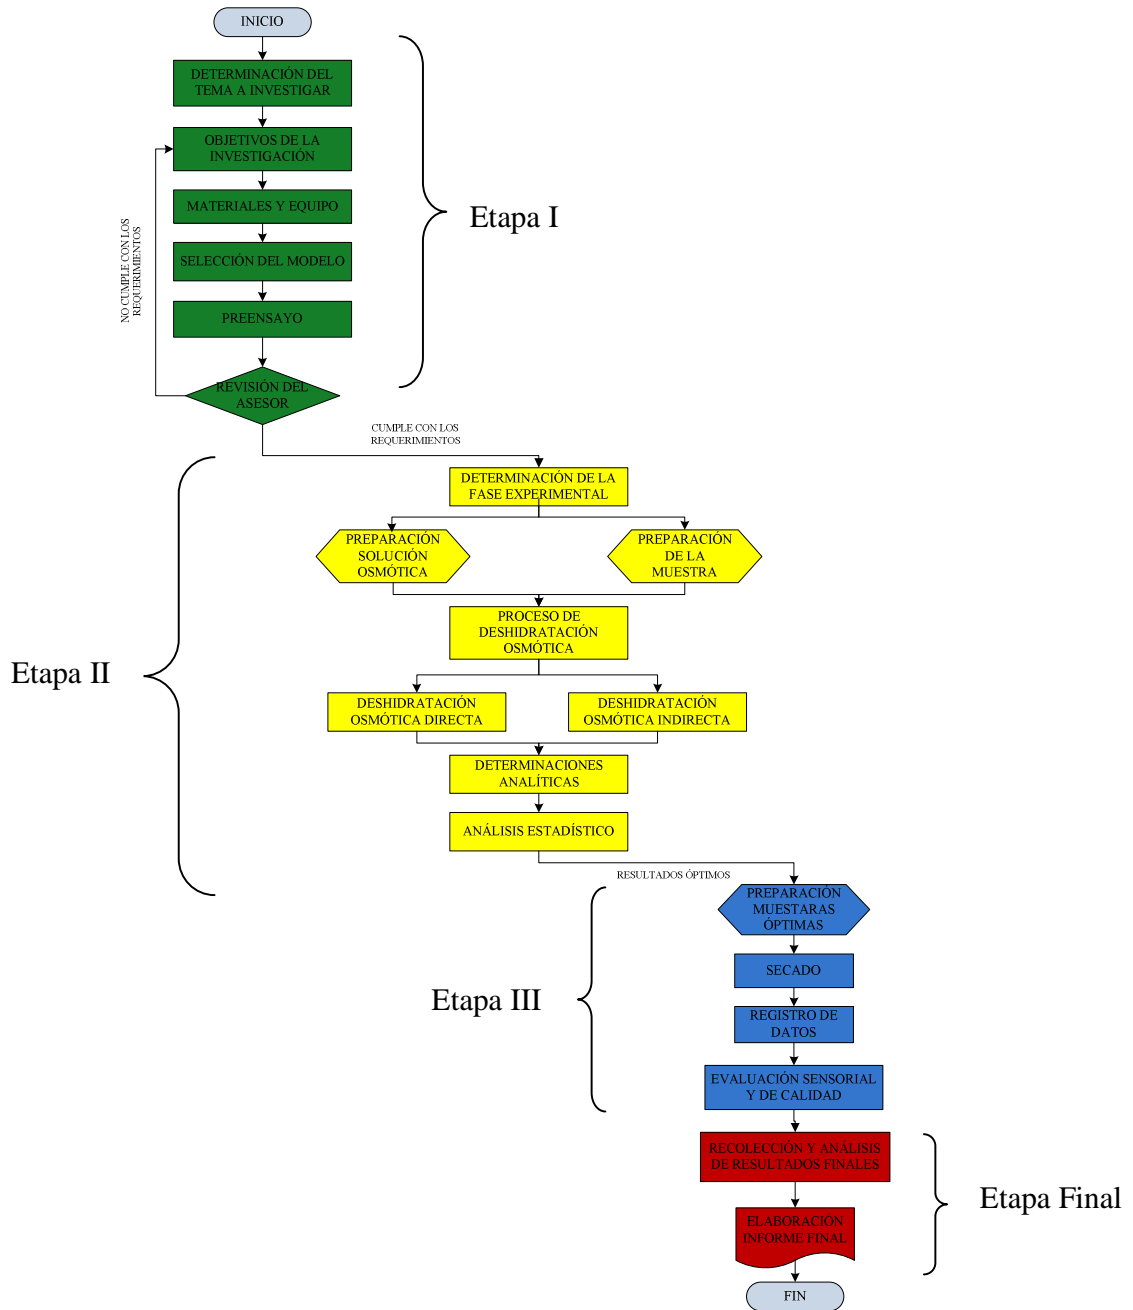 INICIO
DETERMINACIÓN DEL
TEMA A INVESTIGAR
OBJETIVOS DE LA
INVESTIGACIÓN
MATERIALES Y EQUIPO
SELECCIÓN DEL MODELO
PREENSAYO
REVISIÓN DEL
ASESOR
NO CUMPLE CON LOS
REQUERIMIENTOS
Etapa I
CUMPLE CON LOS
REQUERIMIENTOS
DETERMINACIÓN DE LA
FASE EXPERIMENTAL
PREPARACIÓN
SOLUCIÓN
OSMÓTICA
PREPARACIÓN
DE LA
MUESTRA
PROCESO DE
DESHIDRATACIÓN
OSMÓTICA
Etapa II
DESHIDRATACIÓN
OSMÓTICA DIRECTA
DESHIDRATACIÓN
OSMÓTICA INDIRECTA
DETERMINACIONES
ANALÍTICAS
ANÁLISIS ESTADÍSTICO
RESULTADOS ÓPTIMOS
PREPARACIÓN
MUESTARAS
ÓPTIMAS
SECADO
Etapa III
REGISTRO DE
DATOS
EVALUACIÓN SENSORIAL
Y DE CALIDAD
RECOLECCIÓN Y ANÁLISIS
DE RESULTADOS FINALES
Etapa Final
ELABORACIÓN
INFORME FINAL
FIN